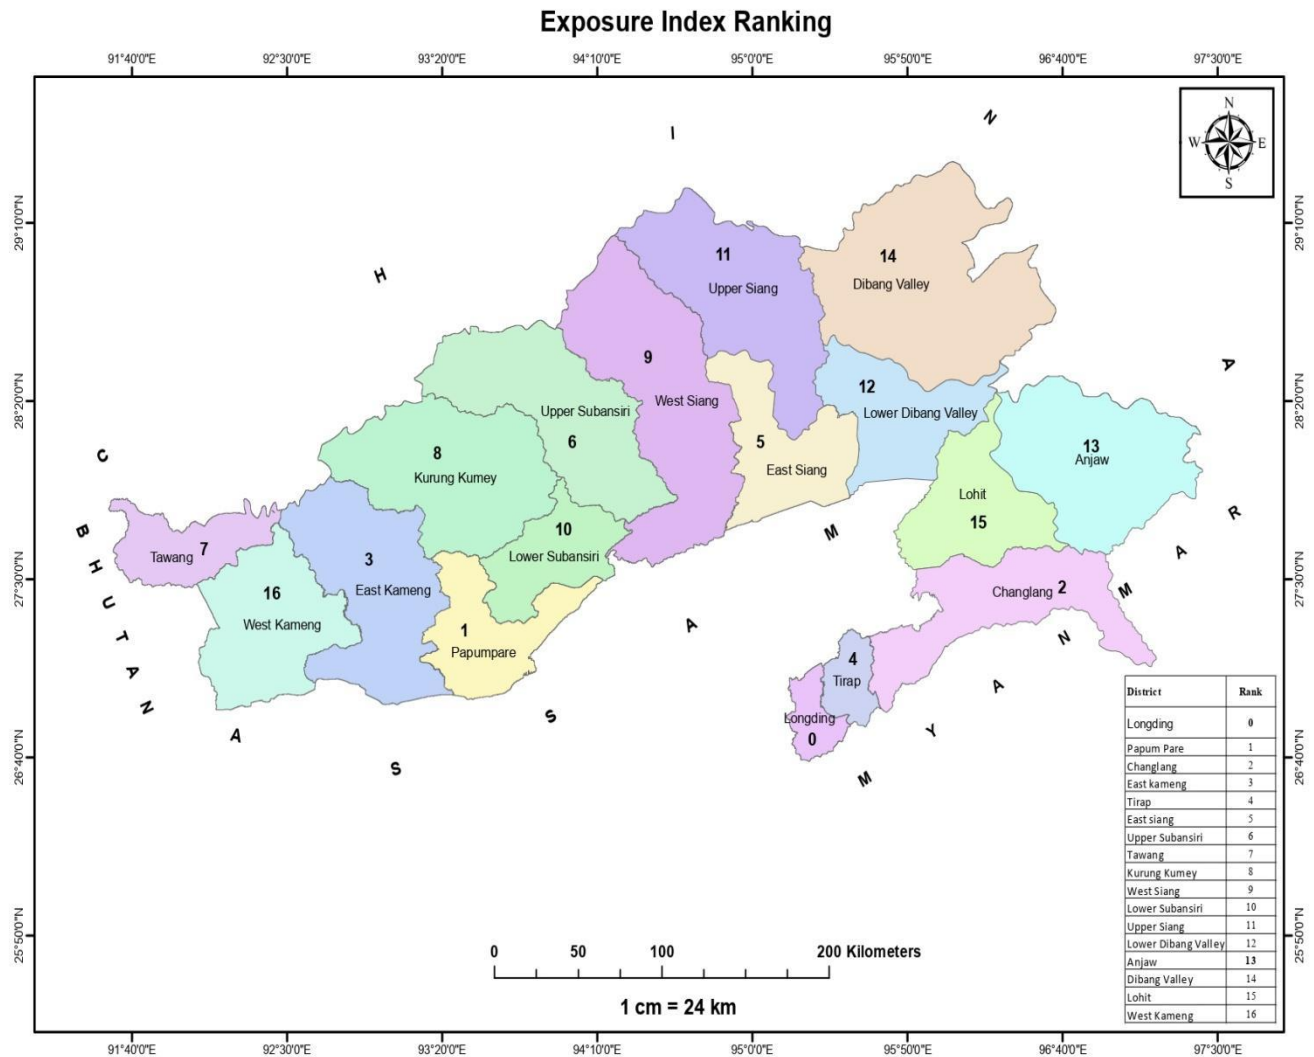 Exposure Index Ranking
91°40'0"E 92°30'0"E 93°20'0"E 94°10'0"E 95°0'0"E 95°50'0"E 96°40'0"E 97°30'0"E
N
W E
S
29°10'0"N
28°20'0"N
27°30'0"N
26°40'0"N
25°50'0"N
29°10'0"N
28°20'0"N
27°30'0"N
26°40'0"N
25°50'0"N
C H I N A
BHUTAN
ASSAM
MYANMAR
11
Upper Siang
14
Dibang Valley
9
West Siang
12
Lower Dibang Valley
Upper Subansiri
6
8
Kurung Kumey
5
East Siang
13
Anjaw
Lohit
15
10
Lower Subansiri
Tawang 7
3
East Kameng
16
West Kameng
1
Papumpare
Changlang 2
4
Tirap
Longding
0
District Rank
Longding 0
Papum Pare 1
Changlang 2
East kameng 3
Tirap 4
East siang 5
Upper Subansiri 6
Tawang 7
Kurung Kumey 8
West Siang 9
Lower Subansiri 10
Upper Siang 11
Lower Dibang Valley 12
Anjaw 13
Dibang Valley 14
Lohit 15
West Kameng 16
0 50 100 200 Kilometers
1 cm = 24 km
91°40'0"E 92°30'0"E 93°20'0"E 94°10'0"E 95°0'0"E 95°50'0"E 96°40'0"E 97°30'0"E